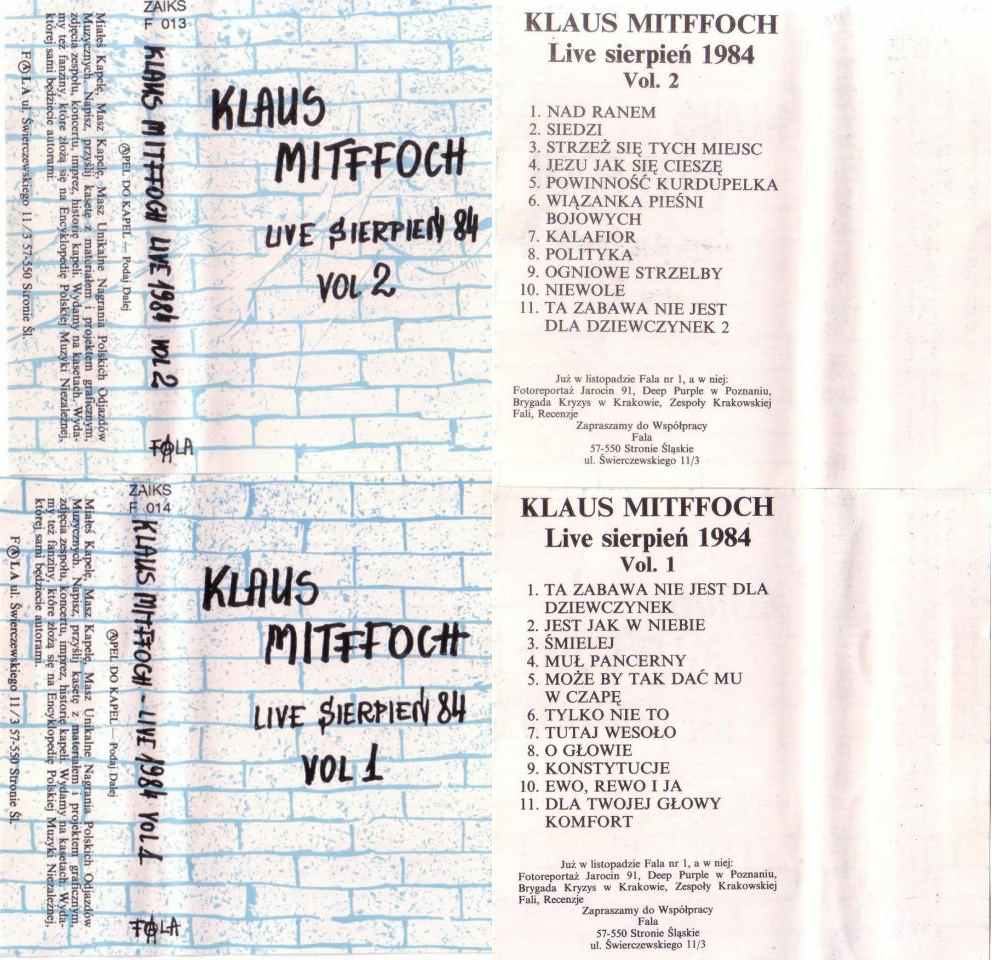 ZAIKS
F 013
KLAUS MITFFOCH LIVE 1984 VOL 2
FALA
APEL DO KAPEL — Podaj Dalej
Miałeś Kapelę, Masz Kapelę, Masz Unikalne Nagrania Polskich Odjazdów
Muzycznych. Napisz, przyślij kasetę z materiałem i projektem graficznym,
zdjęcia zespołu, koncertu, imprez, historię kapeli. Wydamy na kasetach. Wyda-
my też fanziny, które złożą się na Encyklopedię Polskiej Muzyki Niezależnej,
której sami będziecie autorami.
FALA ul. Świerczewskiego 11/3 57-550 Stronie Śl.
KLAUS
MITFFOCH
LIVE SIERPIEŃ 84
VOL 2
KLAUS MITFFOCH
Live sierpień 1984
Vol. 2
1. NAD RANEM
2. SIEDZI
3. STRZEŻ SIĘ TYCH MIEJSC
4. JEZU JAK SIĘ CIESZĘ
5. POWINNOŚĆ KURDUPELKA
6. WIĄZANKA PIEŚNI
BOJOWYCH
7. KALAFIOR
8. POLITYKA
9. OGNIOWE STRZELBY
10. NIEWOLE
11. TA ZABAWA NIE JEST
DLA DZIEWCZYNEK 2
Już w listopadzie Fala nr 1, a w niej:
Fotoreportaż Jarocin 91, Deep Purple w Poznaniu,
Brygada Kryzys w Krakowie, Zespoły Krakowskiej
Fali, Recenzje
Zapraszamy do Współpracy
Fala
57-550 Stronie Śląskie
ul. Świerczewskiego 11/3
ZAIKS
F 014
KLAUS MITFFOCH – LIVE 1984 VOL 1
FALA
APEL DO KAPEL — Podaj Dalej
Miałeś Kapelę, Masz Kapelę, Masz Unikalne Nagrania Polskich Odjazdów
Muzycznych. Napisz, przyślij kasetę z materiałem i projektem graficznym,
zdjęcia zespołu, koncertu, imprez, historię kapeli. Wydamy na kasetach. Wyda-
my też fanziny, które złożą się na Encyklopedię Polskiej Muzyki Niezależnej,
której sami będziecie autorami.
FALA ul. Świerczewskiego 11/3 57-550 Stronie Śl.
KLAUS
MITFFOCH
LIVE SIERPIEŃ 84
VOL 1
KLAUS MITFFOCH
Live sierpień 1984
Vol. 1
1. TA ZABAWA NIE JEST DLA
DZIEWCZYNEK
2. JEST JAK W NIEBIE
3. ŚMIELEJ
4. MUŁ PANCERNY
5. MOŻE BY TAK DAĆ MU
W CZAPĘ
6. TYLKO NIE TO
7. TUTAJ WESOŁO
8. O GŁOWIE
9. KONSTYTUCJE
10. EWO, REWO I JA
11. DLA TWOJEJ GŁOWY
KOMFORT
Już w listopadzie Fala nr 1, a w niej:
Fotoreportaż Jarocin 91, Deep Purple w Poznaniu,
Brygada Kryzys w Krakowie, Zespoły Krakowskiej
Fali, Recenzje
Zapraszamy do Współpracy
Fala
57-550 Stronie Śląskie
ul. Świerczewskiego 11/3